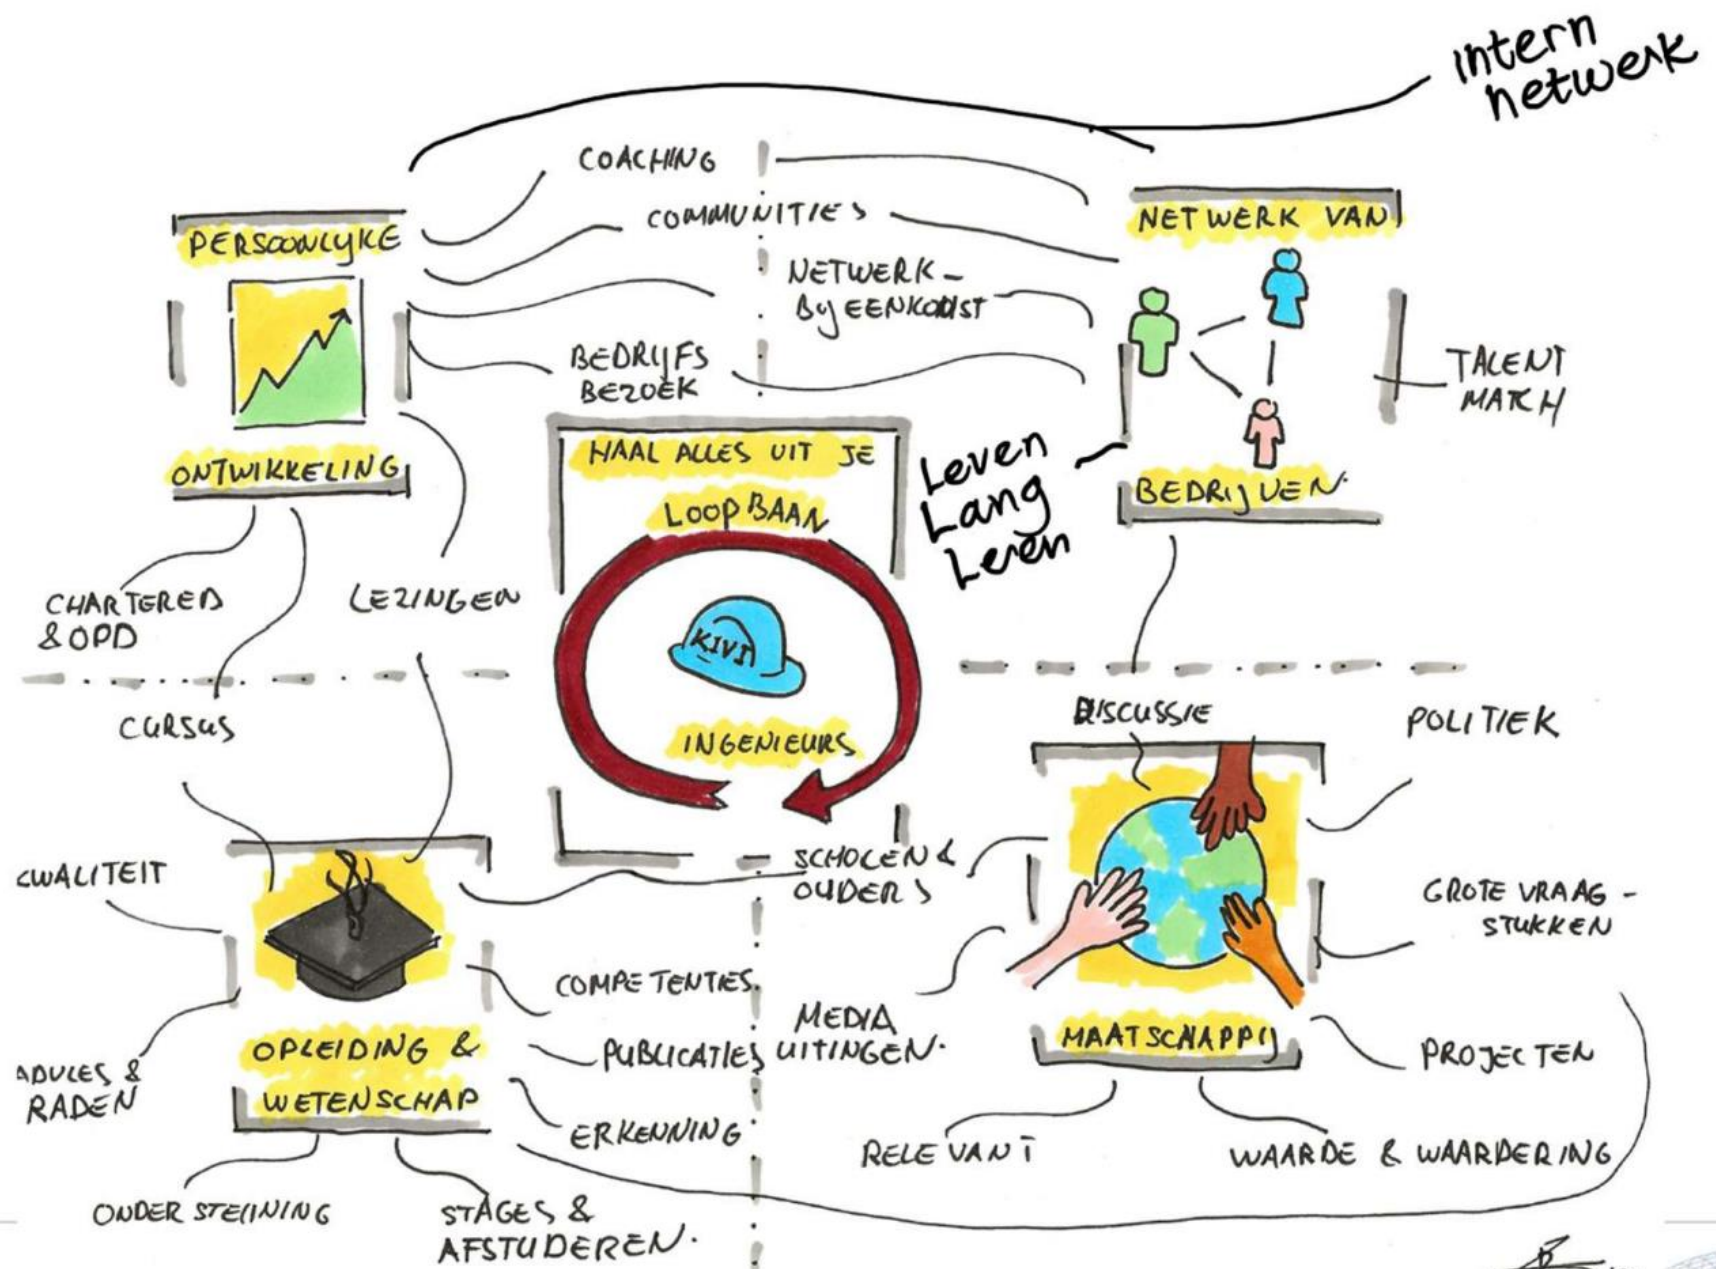 Intern
netwerk
COACHING
COMMUNITIES
NETWERK-
BIJEENKOMST
BEDRIJFS
BEZOEK
PERSOONLIJKE
ONTWIKKELING
NETWERK VAN
BEDRIJVEN.
TALENT
MATCH
Leven
Lang
Leren
HAAL ALLES UIT JE
LOOPBAAN
KIVI
INGENIEURS
CHARTERED
& OPD
LEZINGEN
CURSUS
DISCUSSIE
POLITIEK
KWALITEIT
SCHOLEN &
OUDERS
GROTE VRAAG-
STUKKEN
COMPETENTIES.
MEDIA
UITINGEN.
OPLEIDING &
WETENSCHAP
PUBLICATIES
MAATSCHAPPIJ
PROJECTEN
ADVIES &
RADEN
ERKENNING
RELEVANT
WAARDE & WAARDERING
ONDERSTEUNING
STAGES &
AFSTUDEREN.